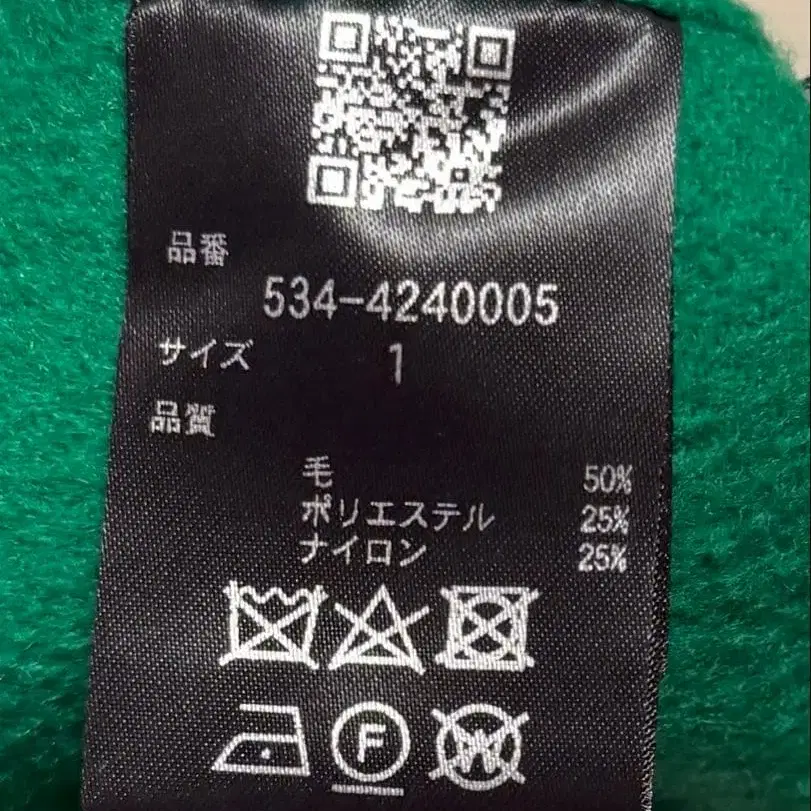 品番
534-4240005
サイズ 1
品質
毛 50%
ポリエステル 25%
ナイロン 25%
F W